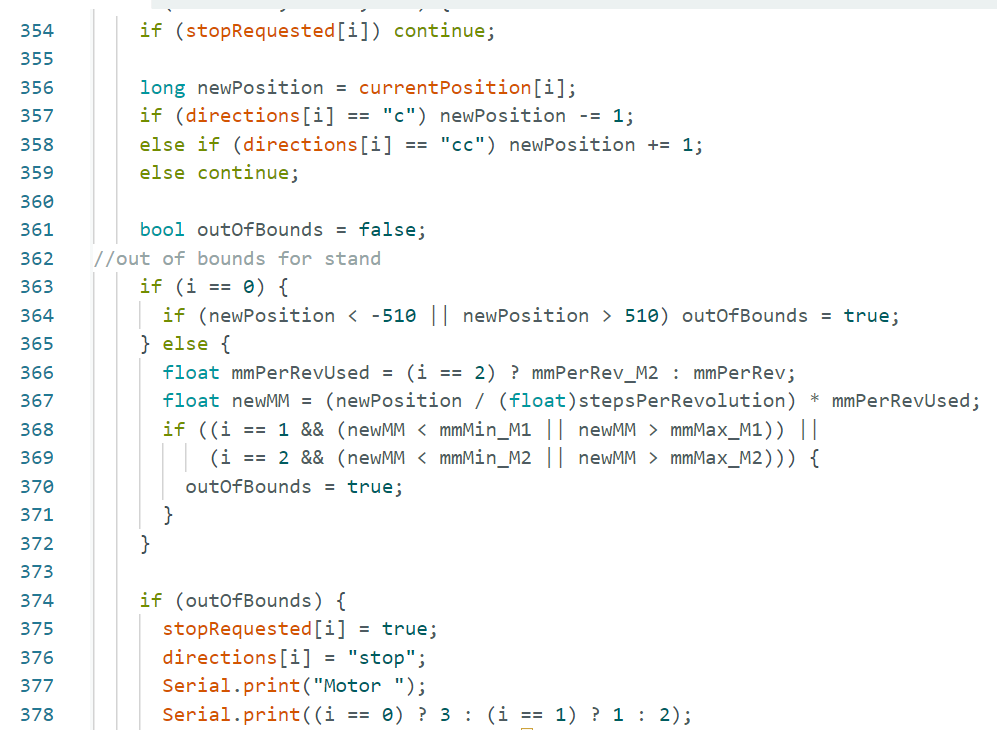 354 if (stopRequested[i]) continue;
355
356 long newPosition = currentPosition[i];
357 if (directions[i] == "c") newPosition -= 1;
358 else if (directions[i] == "cc") newPosition += 1;
359 else continue;
360
361 bool outOfBounds = false;
362 //out of bounds for stand
363 if (i == 0) {
364 if (newPosition < -510 || newPosition > 510) outOfBounds = true;
365 } else {
366 float mmPerRevUsed = (i == 2) ? mmPerRev_M2 : mmPerRev;
367 float newMM = (newPosition / (float)stepsPerRevolution) * mmPerRevUsed;
368 if ((i == 1 && (newMM < mmMin_M1 || newMM > mmMax_M1)) ||
369 (i == 2 && (newMM < mmMin_M2 || newMM > mmMax_M2))) {
370 outOfBounds = true;
371 }
372 }
373
374 if (outOfBounds) {
375 stopRequested[i] = true;
376 directions[i] = "stop";
377 Serial.print("Motor ");
378 Serial.print((i == 0) ? 3 : (i == 1) ? 1 : 2);